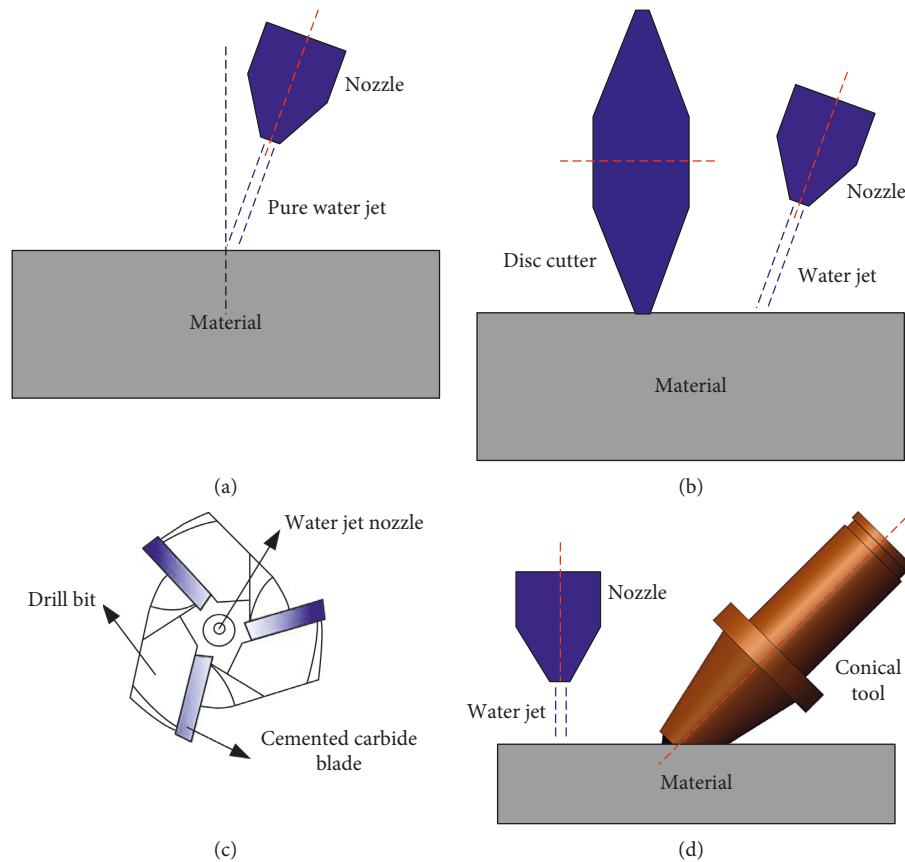 Nozzle
Pure water jet
Material
(a)
Disc cutter
Nozzle
Water jet
Material
(b)
Water jet nozzle
Drill bit
Cemented carbide
blade
(c)
Nozzle
Water jet
Conical
tool
Material
(d)